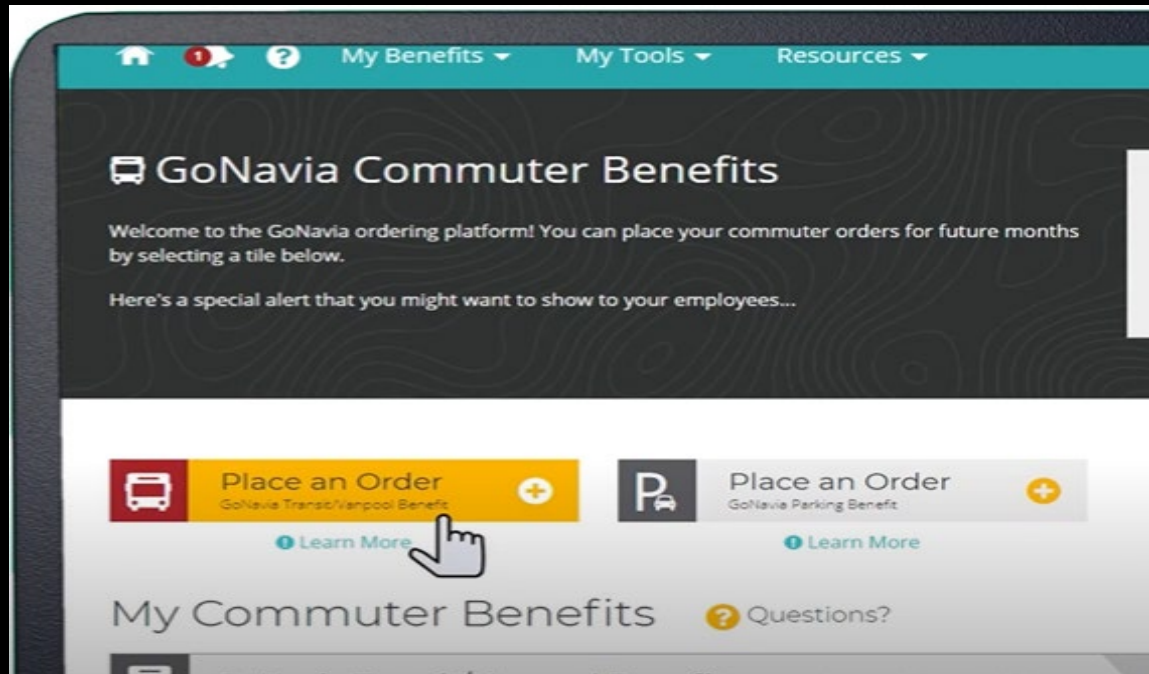 1
?
My Benefits
My Tools
Resources
GoNavia Commuter Benefits
Welcome to the GoNavia ordering platform! You can place your commuter orders for future months
by selecting a tile below.
Here's a special alert that you might want to show to your employees...
Place an Order
GoNavia Transit/Vanpool Benefit
Learn More
P
Place an Order
GoNavia Parking Benefit
Learn More
My Commuter Benefits
? Questions?